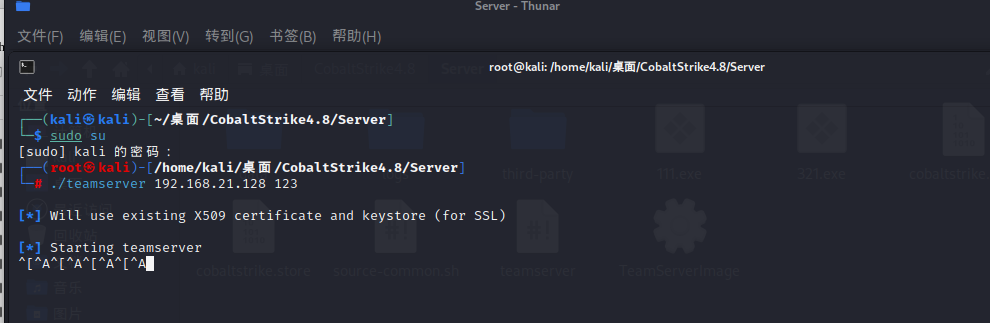 Server - Thunar
文件(F) 编辑(E) 视图(V) 转到(G) 书签(B) 帮助(H)
root@kali: /home/kali/桌面/CobaltStrike4.8/Server
文件 动作 编辑 查看 帮助
┌──(kali㉿kali)-[~/桌面/CobaltStrike4.8/Server]
└─$ sudo su
[sudo] kali 的密码：
┌──(root㉿kali)-[/home/kali/桌面/CobaltStrike4.8/Server]
└─# ./teamserver 192.168.21.128 123
third-party 711.exe 321.exe cobaltstrike
[*] Will use existing X509 certificate and keystore (for SSL)
[*] Starting teamserver
^[^A^[^A^[^A^[^A
cobaltstrike.store source-common.sh teamserver TeamServerImage
音乐
图片